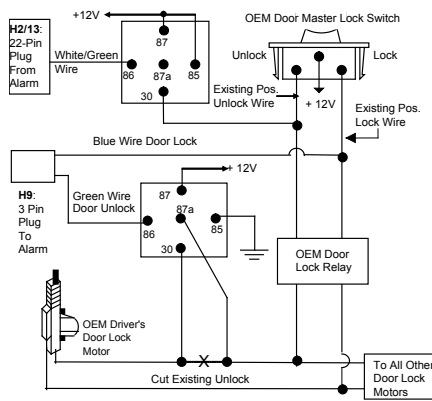 H2/13:
22-Pin
Plug
From
Alarm
+12V
White/Green
Wire
87
86
87a
85
30
OEM Door Master Lock Switch
Unlock
Lock
+ 12V
Existing Pos.
Unlock Wire
Existing Pos.
Lock Wire
Blue Wire Door Lock
H9:
3 Pin
Plug
To
Alarm
Green Wire
Door Unlock
+ 12V
87
87a
86
85
30
OEM Door
Lock Relay
OEM Driver's
Door Lock
Motor
X
Cut Existing Unlock
To All Other
Door Lock
Motors